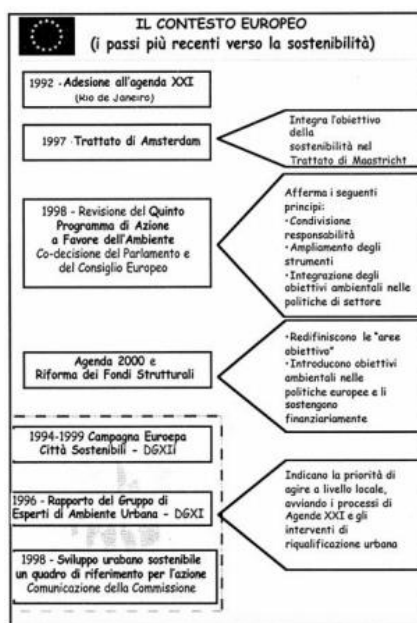 IL CONTESTO EUROPEO
(i passi più recenti verso la sostenibilità)
1992 - Adesione all'agenda XXI
(Rio de Janeiro)
1997 - Trattato di Amsterdam
Integra l'obiettivo
della
sostenibilità nel
Trattato di Maastricht
1998 - Revisione del Quinto
Programma di Azione
a Favore dell'Ambiente
Co-decisione del Parlamento e
del Consiglio Europeo
Afferma i seguenti
principi:
•Condivisione
responsabilità
•Ampliamento degli
strumenti
•Integrazione degli
obiettivi ambientali nelle
politiche di settore
Agenda 2000 e
Riforma dei Fondi Strutturali
•Redifiniscono le "aree
obiettivo"
•Introducono obiettivi
ambientali nelle
politiche europee e li
sostengono
finanziariamente
1994-1999 Campagna Euroepa
Città Sostenibili - DGXII
1996 - Rapporto del Gruppo di
Esperti di Ambiente Urbana - DGXI
1998 - Sviluppo urabano sostenibile
un quadro di riferimento per l'azione
Comunicazione della Commissione
Indicano la priorità di
agire a livello locale,
avviando i processi di
Agende XXI e gli
interventi di
riqualificazione urbana